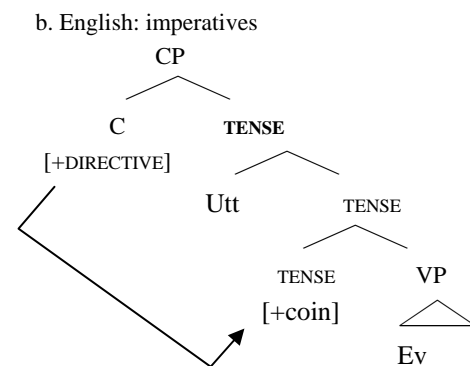 b. English: imperatives
CP
C TENSE
[+DIRECTIVE]
Utt TENSE
TENSE VP
[+coin]
Ev